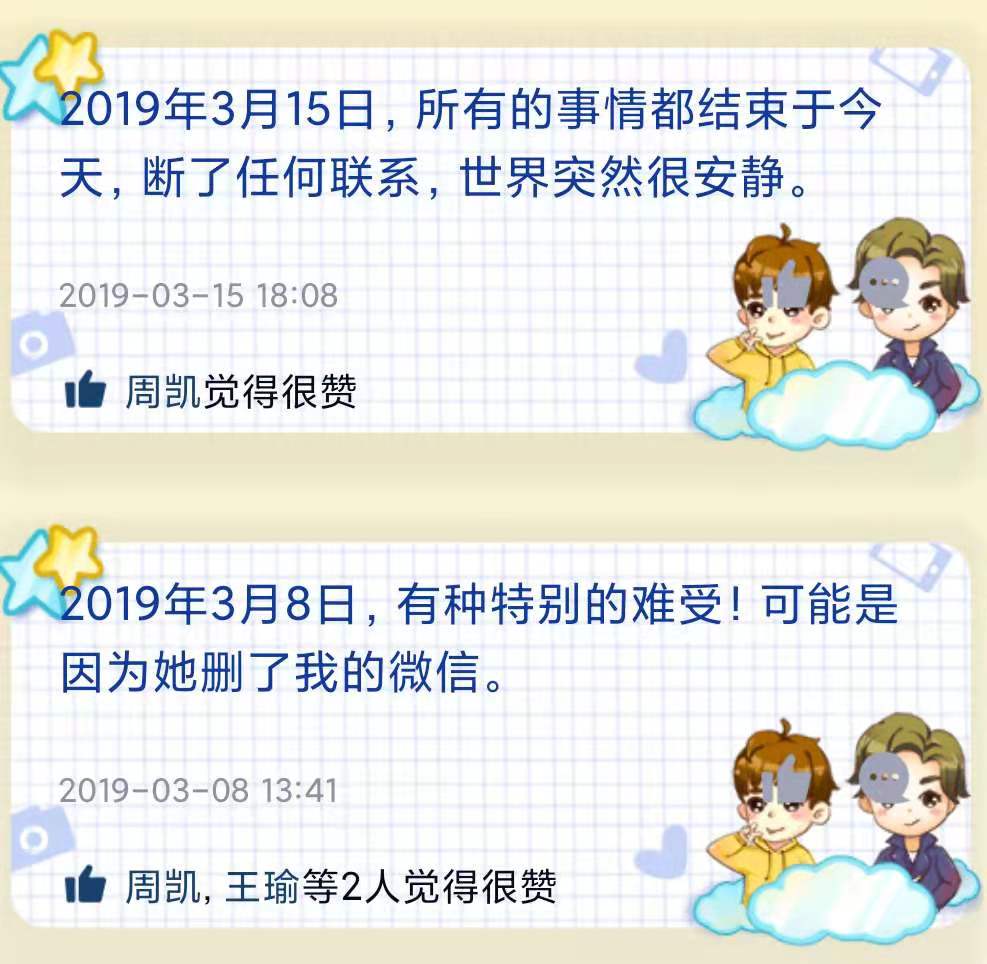 2019年3月15日，所有的事情都结束于今
天，断了任何联系，世界突然很安静。
2019-03-15 18:08
周凯觉得很赞
2019年3月8日，有种特别的难受！可能是
因为她删了我的微信。
2019-03-08 13:41
周凯，王瑜等2人觉得很赞